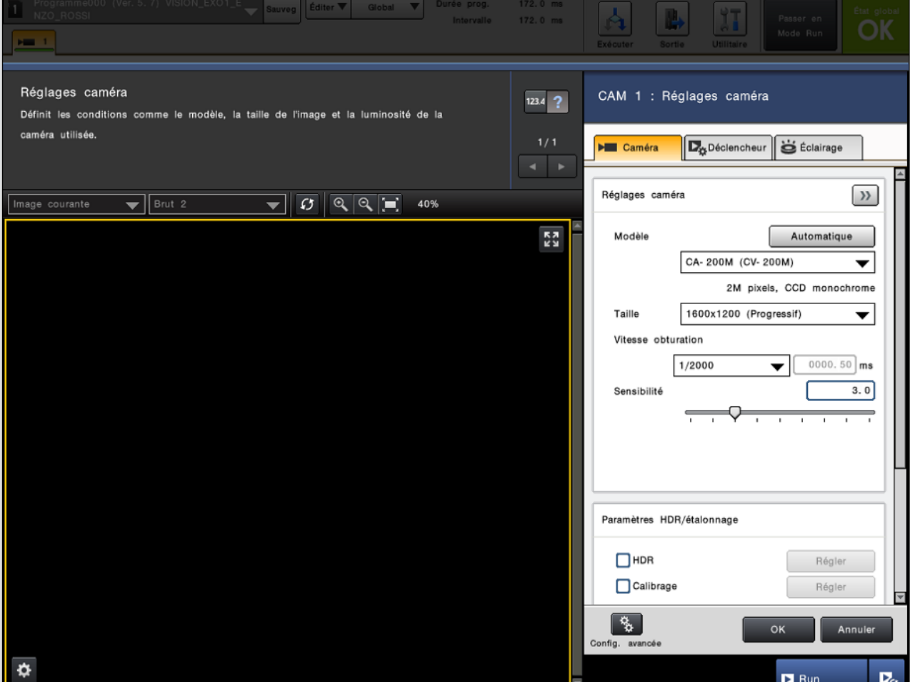 1
Programme000 (Ver. 5. 7) VISION_EXO1_E
NZO_ROSSI
Sauveg
Éditer
Global
Durée prog.
172. 0 ms
Intervalle
172. 0 ms
Exécuter
Sortie
Utilitaire
Passer en
Mode Run
État global
OK
1
Réglages caméra
Définit les conditions comme le modèle, la taille de l'image et la luminosité de la
caméra utilisée.
123.4
?
1/1
CAM 1 : Réglages caméra
Caméra
Déclencheur
Éclairage
Image courante
Brut 2
40%
Réglages caméra
Modèle
Automatique
CA-200M (CV-200M)
2M pixels, CCD monochrome
Taille
1600x1200 (Progressif)
Vitesse obturation
1/2000
0000. 50 ms
Sensibilité
3. 0
Paramètres HDR/étalonnage
HDR
Régler
Calibrage
Régler
Config. avancée
OK
Annuler
Run